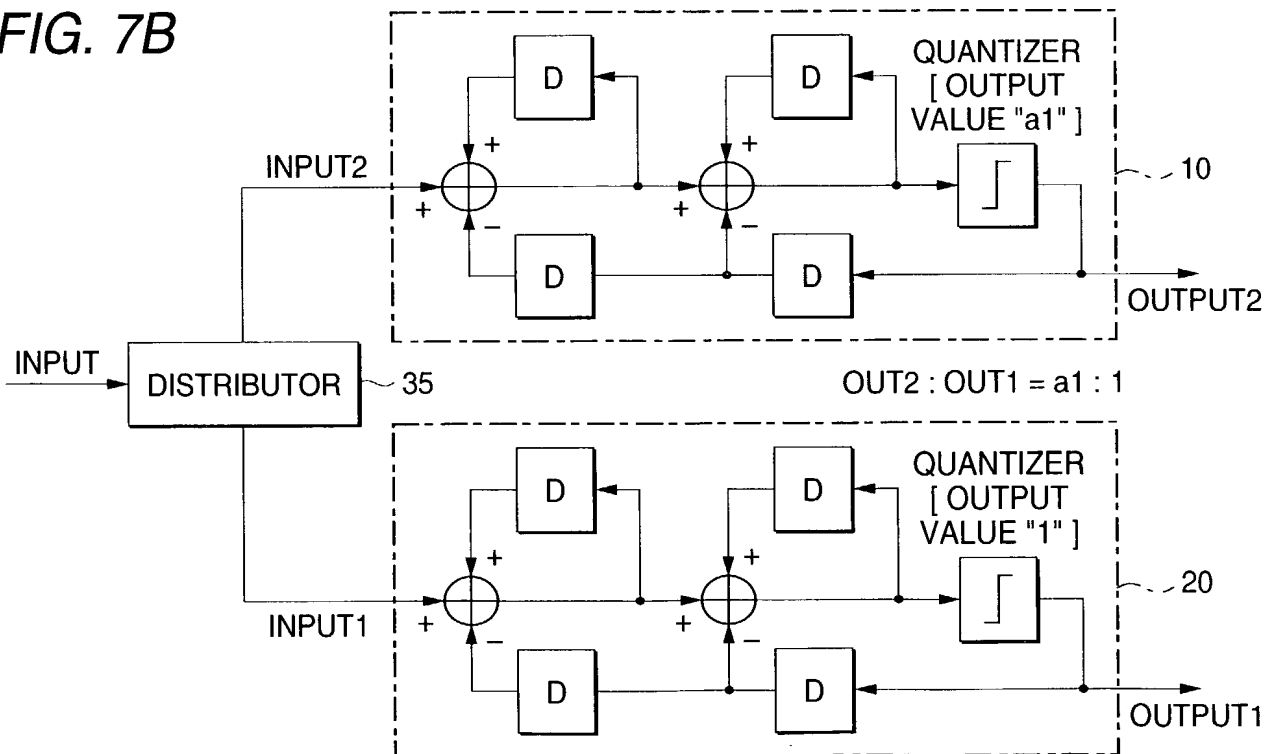 FIG. 7B
QUANTIZER
[ OUTPUT
VALUE "a1" ]
D
D
+
+
INPUT2
+
+
10
−
−
D
D
OUTPUT2
INPUT
DISTRIBUTOR
35
OUT2 : OUT1 = a1 : 1
QUANTIZER
[ OUTPUT
VALUE "1" ]
D
D
+
+
20
INPUT1
+
+
−
−
D
D
OUTPUT1